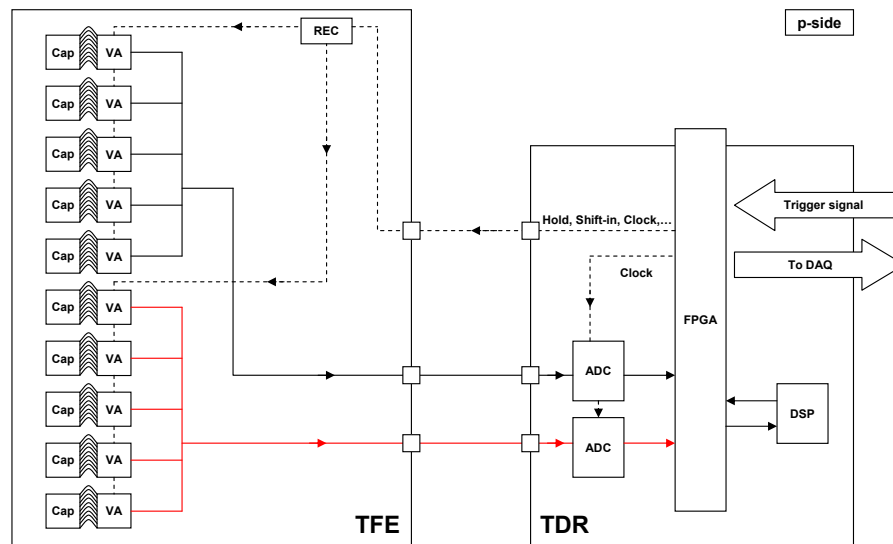 REC
p-side
Cap VA
Cap VA
Cap VA
Cap VA
Cap VA
Cap VA
Cap VA
Cap VA
Cap VA
Cap VA
Hold, Shift-in, Clock,...
Clock
ADC
ADC
FPGA
Trigger signal
To DAQ
DSP
TFE
TDR